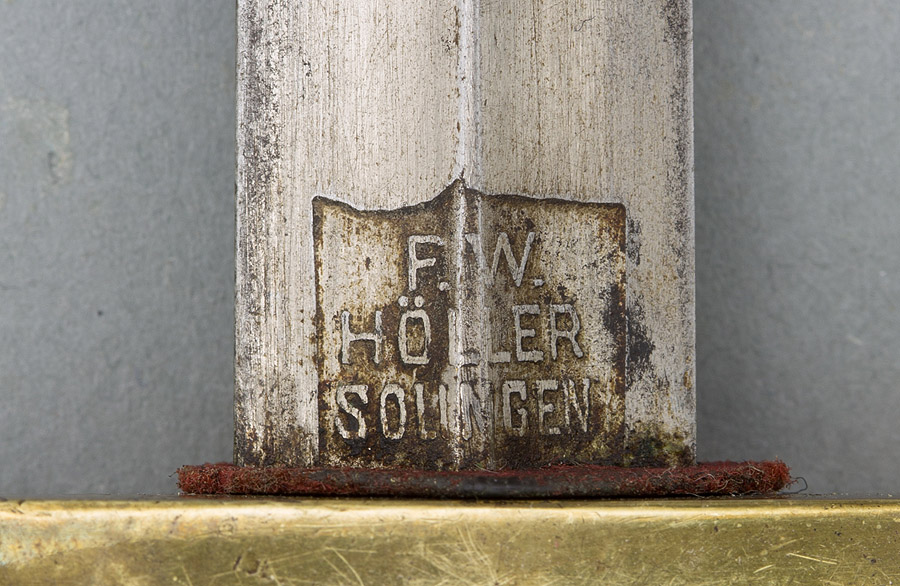 F. W.
HÖLLER
SOLINGEN